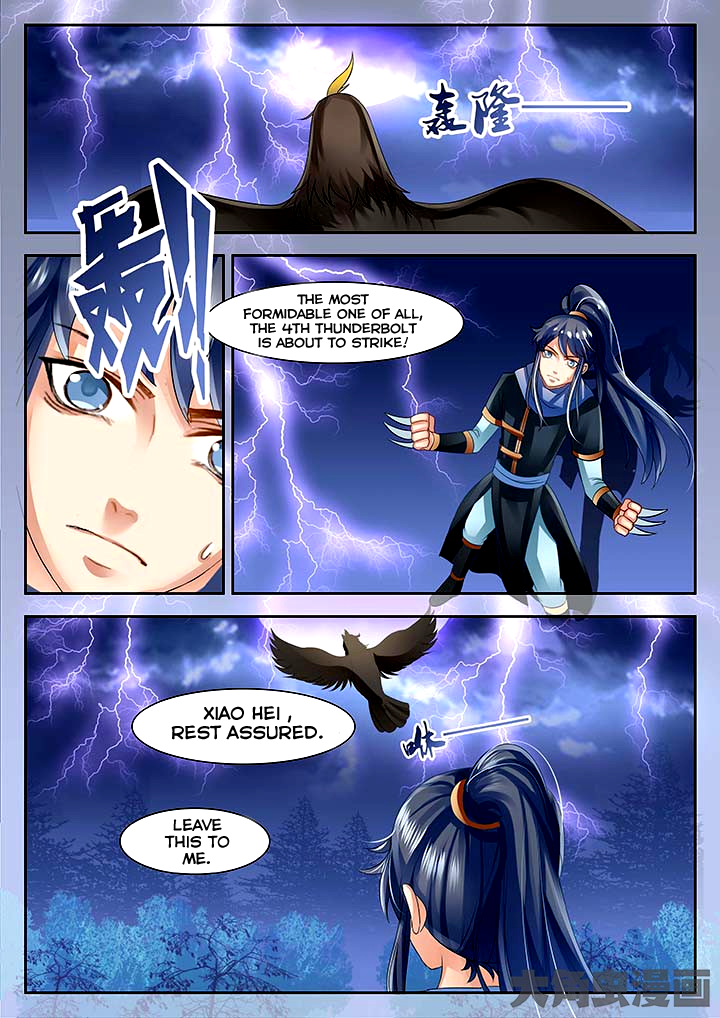 轰隆
THE MOST
FORMIDABLE ONE OF ALL,
THE 4TH THUNDERBOLT
IS ABOUT TO STRIKE!
XIAO HEI ,
REST ASSURED.
咻
LEAVE
THIS TO
ME.
大角虫漫画